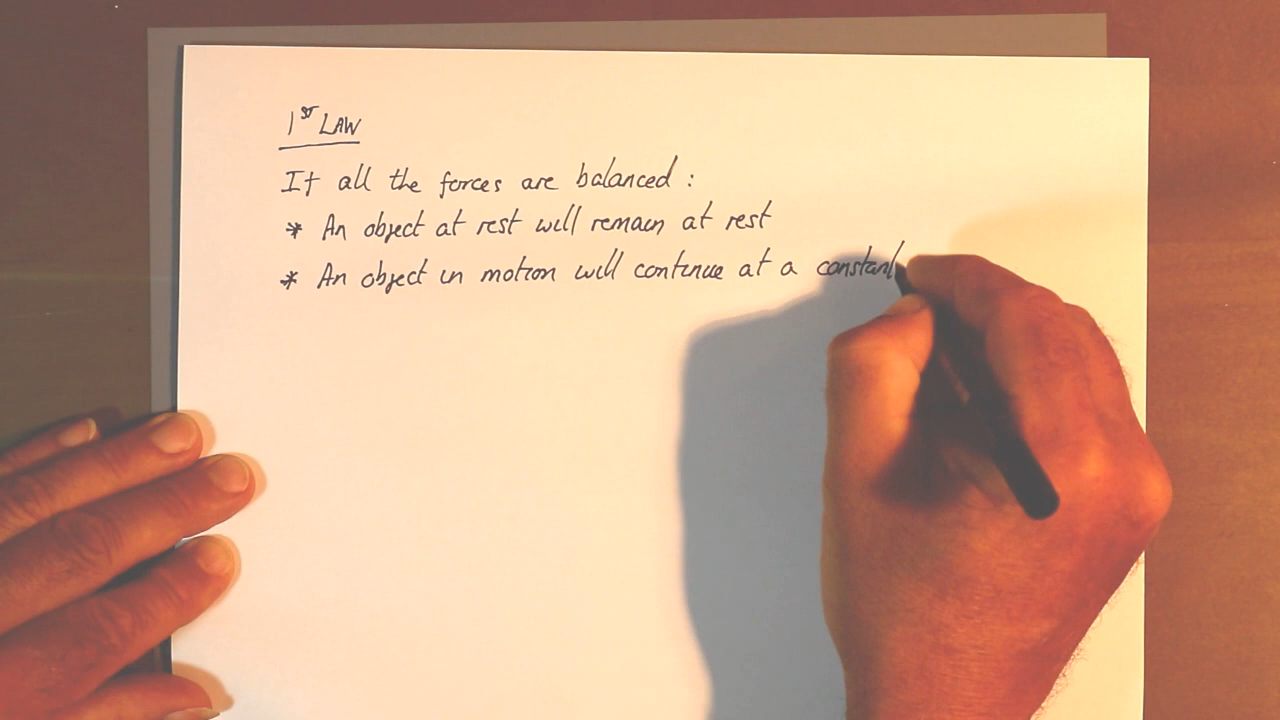 1ST LAW
If all the forces are balanced :
* An object at rest will remain at rest
* An object in motion will continue at a constant